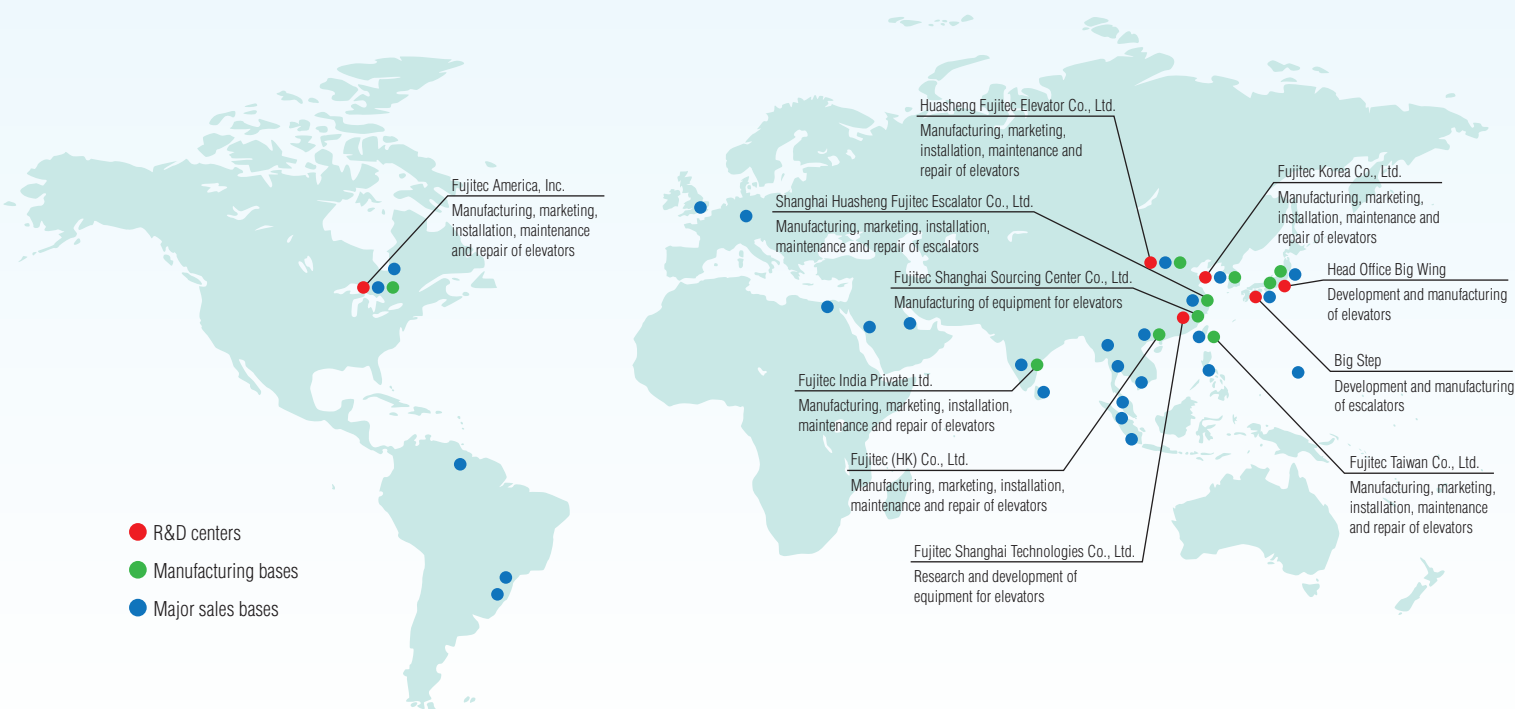 Huasheng Fujitec Elevator Co., Ltd.
Manufacturing, marketing,
installation, maintenance and
repair of elevators
Fujitec America, Inc.
Manufacturing, marketing,
installation, maintenance
and repair of elevators
Fujitec Korea Co., Ltd.
Manufacturing, marketing,
installation, maintenance and
repair of elevators
Shanghai Huasheng Fujitec Escalator Co., Ltd.
Manufacturing, marketing, installation,
maintenance and repair of escalators
Fujitec Shanghai Sourcing Center Co., Ltd.
Manufacturing of equipment for elevators
Head Office Big Wing
Development and manufacturing
of elevators
Big Step
Development and manufacturing
of escalators
Fujitec India Private Ltd.
Manufacturing, marketing, installation,
maintenance and repair of elevators
Fujitec (HK) Co., Ltd.
Manufacturing, marketing, installation,
maintenance and repair of elevators
Fujitec Taiwan Co., Ltd.
Manufacturing, marketing,
installation, maintenance
and repair of elevators
Fujitec Shanghai Technologies Co., Ltd.
Research and development of
equipment for elevators
R&D centers
Manufacturing bases
Major sales bases